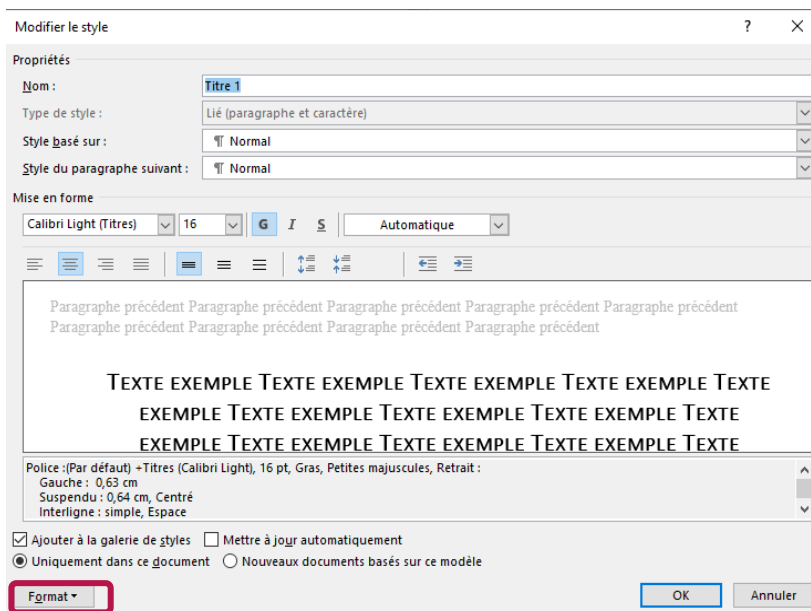 Modifier le style ? ×
Propriétés
Nom : Titre 1
Type de style : Lié (paragraphe et caractère)
Style basé sur : ¶ Normal
Style du paragraphe suivant : ¶ Normal
Mise en forme
Calibri Light (Titres) 16 G I S Automatique
Paragraphe précédent Paragraphe précédent Paragraphe précédent Paragraphe précédent Paragraphe précédent
Paragraphe précédent Paragraphe précédent Paragraphe précédent Paragraphe précédent
TEXTE EXEMPLE TEXTE EXEMPLE TEXTE EXEMPLE TEXTE EXEMPLE TEXTE
EXEMPLE TEXTE EXEMPLE TEXTE EXEMPLE TEXTE EXEMPLE TEXTE
EXEMPLE TEXTE EXEMPLE TEXTE EXEMPLE TEXTE EXEMPLE TEXTE
Police :(Par défaut) +Titres (Calibri Light), 16 pt, Gras, Petites majuscules, Retrait :
Gauche : 0,63 cm
Suspendu : 0,64 cm, Centré
Interligne : simple, Espace
Ajouter à la galerie de styles Mettre à jour automatiquement
Uniquement dans ce document Nouveaux documents basés sur ce modèle
Format OK Annuler